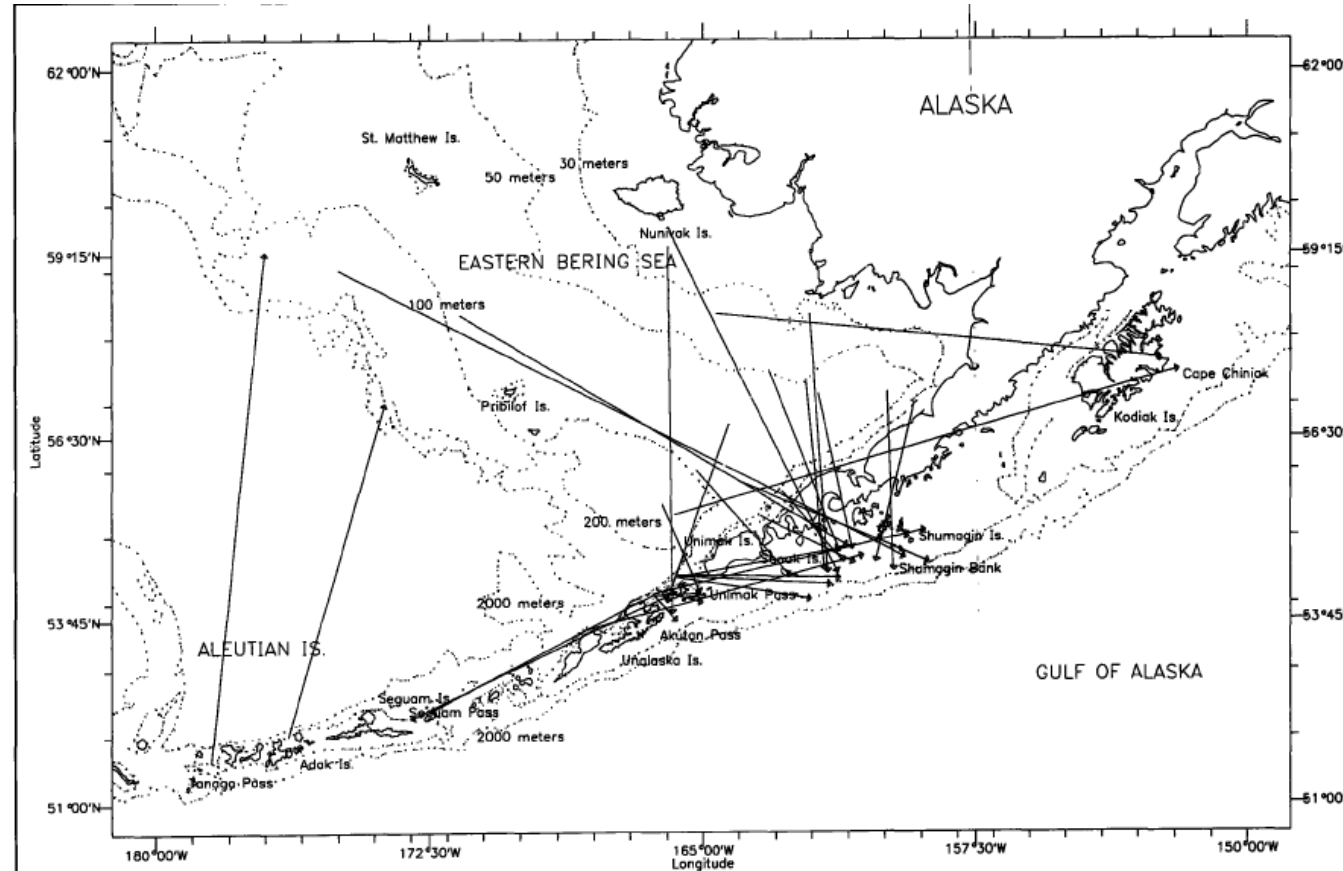 62°00'N
62°00
ALASKA
St. Matthew Is.
30 meters
50 meters
Nunivak Is.
59°15'N
59°15
EASTERN BERING SEA
100 meters
Cape Chiniak
Pribilof Is.
Kodiak Is.
56°30'N
56°30
Latitude
200 meters
Unimak Is.
Shumagin Is.
Sanak Is.
Shumagin Bank
2000 meters
Unimak Pass
53°45'N
53°45
Akutan Pass
ALEUTIAN IS.
Unalaska Is.
GULF OF ALASKA
Seguam Is.
Seguam Pass
2000 meters
Adak Is.
Tanaga Pass
51°00'N
51°00
180°00'W
172°30'W
165°00'W
157°30'W
150°00'W
Longitude